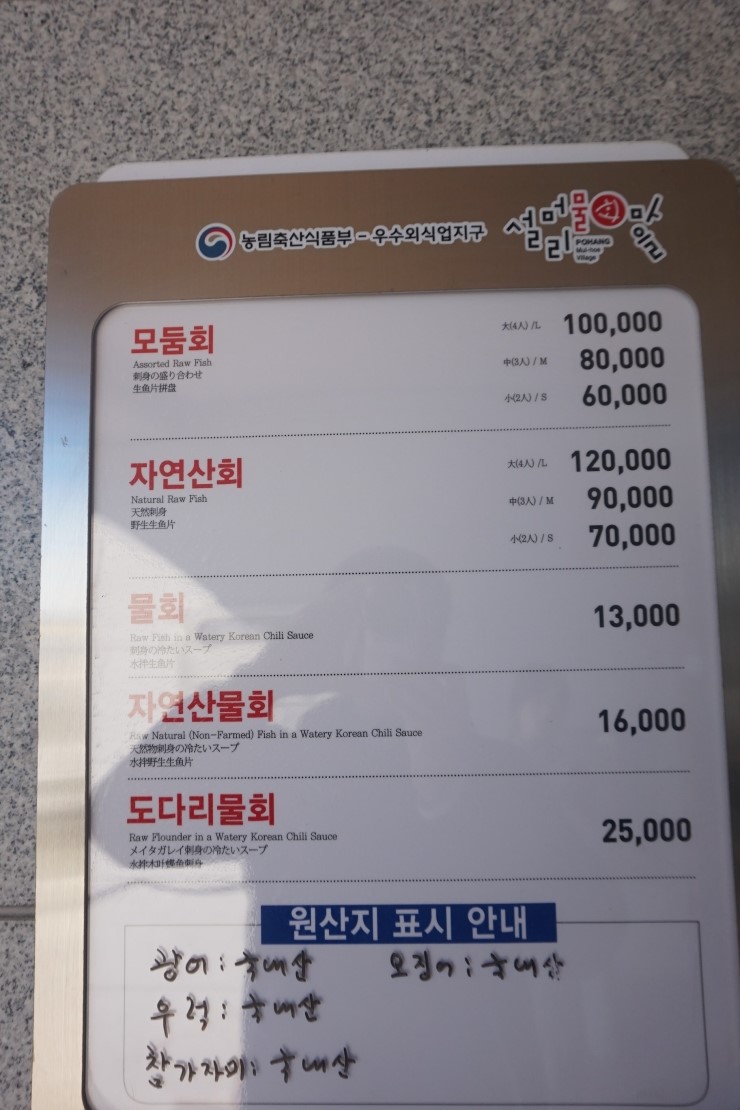 농림축산식품부 - 우수외식업지구
설머리물회마을
POHANG
Mul-hoe
Village
모둠회
Assorted Raw Fish
刺身の盛り合わせ
生鱼片拼盘
大(4人) /L 100,000
中(3人) / M 80,000
小(2人) / S 60,000
자연산회
Natural Raw Fish
天然刺身
野生生鱼片
大(4人) /L 120,000
中(3人) / M 90,000
小(2人) / S 70,000
물회 13,000
Raw Fish in a Watery Korean Chili Sauce
刺身の冷たいスープ
水拌生鱼片
자연산물회 16,000
Raw Natural (Non-Farmed) Fish in a Watery Korean Chili Sauce
天然物刺身の冷たいスープ
水拌野生生鱼片
도다리물회 25,000
Raw Flounder in a Watery Korean Chili Sauce
メイタガレイ刺身の冷たいスープ
水拌木叶鲽鱼刺身
원산지 표시 안내
광어 : 국내산 오징어 : 국내산
우럭 : 국내산
참가자미 : 국내산